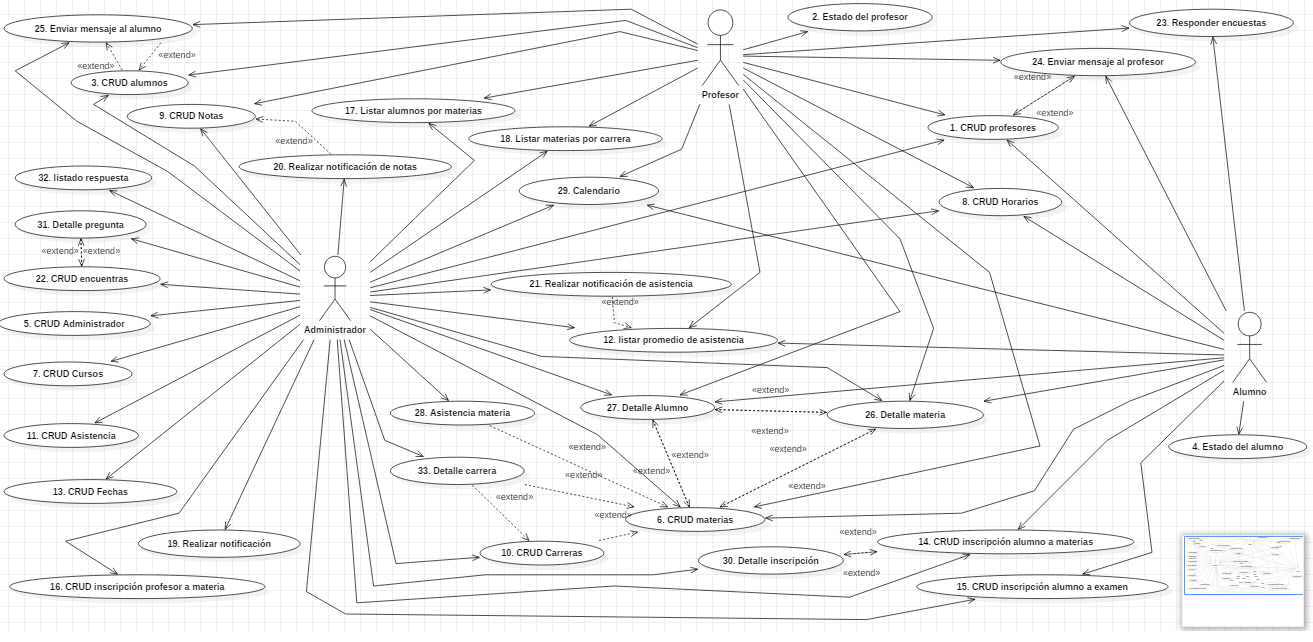 2. Estado del profesor
23. Responder encuestas
25. Enviar mensaje al alumno
«extend»
24. Enviar mensaje al profesor
«extend»
«extend»
3. CRUD alumnos
Profesor
«extend»
17. Listar alumnos por materias
9. CRUD Notas
«extend»
1. CRUD profesores
18. Listar materias por carrera
«extend»
20. Realizar notificación de notas
32. listado respuesta
29. Calendario
8. CRUD Horarios
31. Detalle pregunta
«extend»
«extend»
22. CRUD encuentras
21. Realizar notificación de asistencia
«extend»
5. CRUD Administrador
Administrador
12. listar promedio de asistencia
7. CRUD Cursos
Alumno
«extend»
28. Asistencia materia
27. Detalle Alumno
26. Detalle materia
«extend»
11. CRUD Asistencia
4. Estado del alumno
«extend»
«extend»
«extend»
33. Detalle carrera
«extend»
«extend»
«extend»
13. CRUD Fechas
«extend»
«extend»
6. CRUD materias
«extend»
19. Realizar notificación
14. CRUD inscripción alumno a materias
10. CRUD Carreras
30. Detalle inscripción
«extend»
16. CRUD inscripción profesor a materia
15. CRUD inscripción alumno a examen